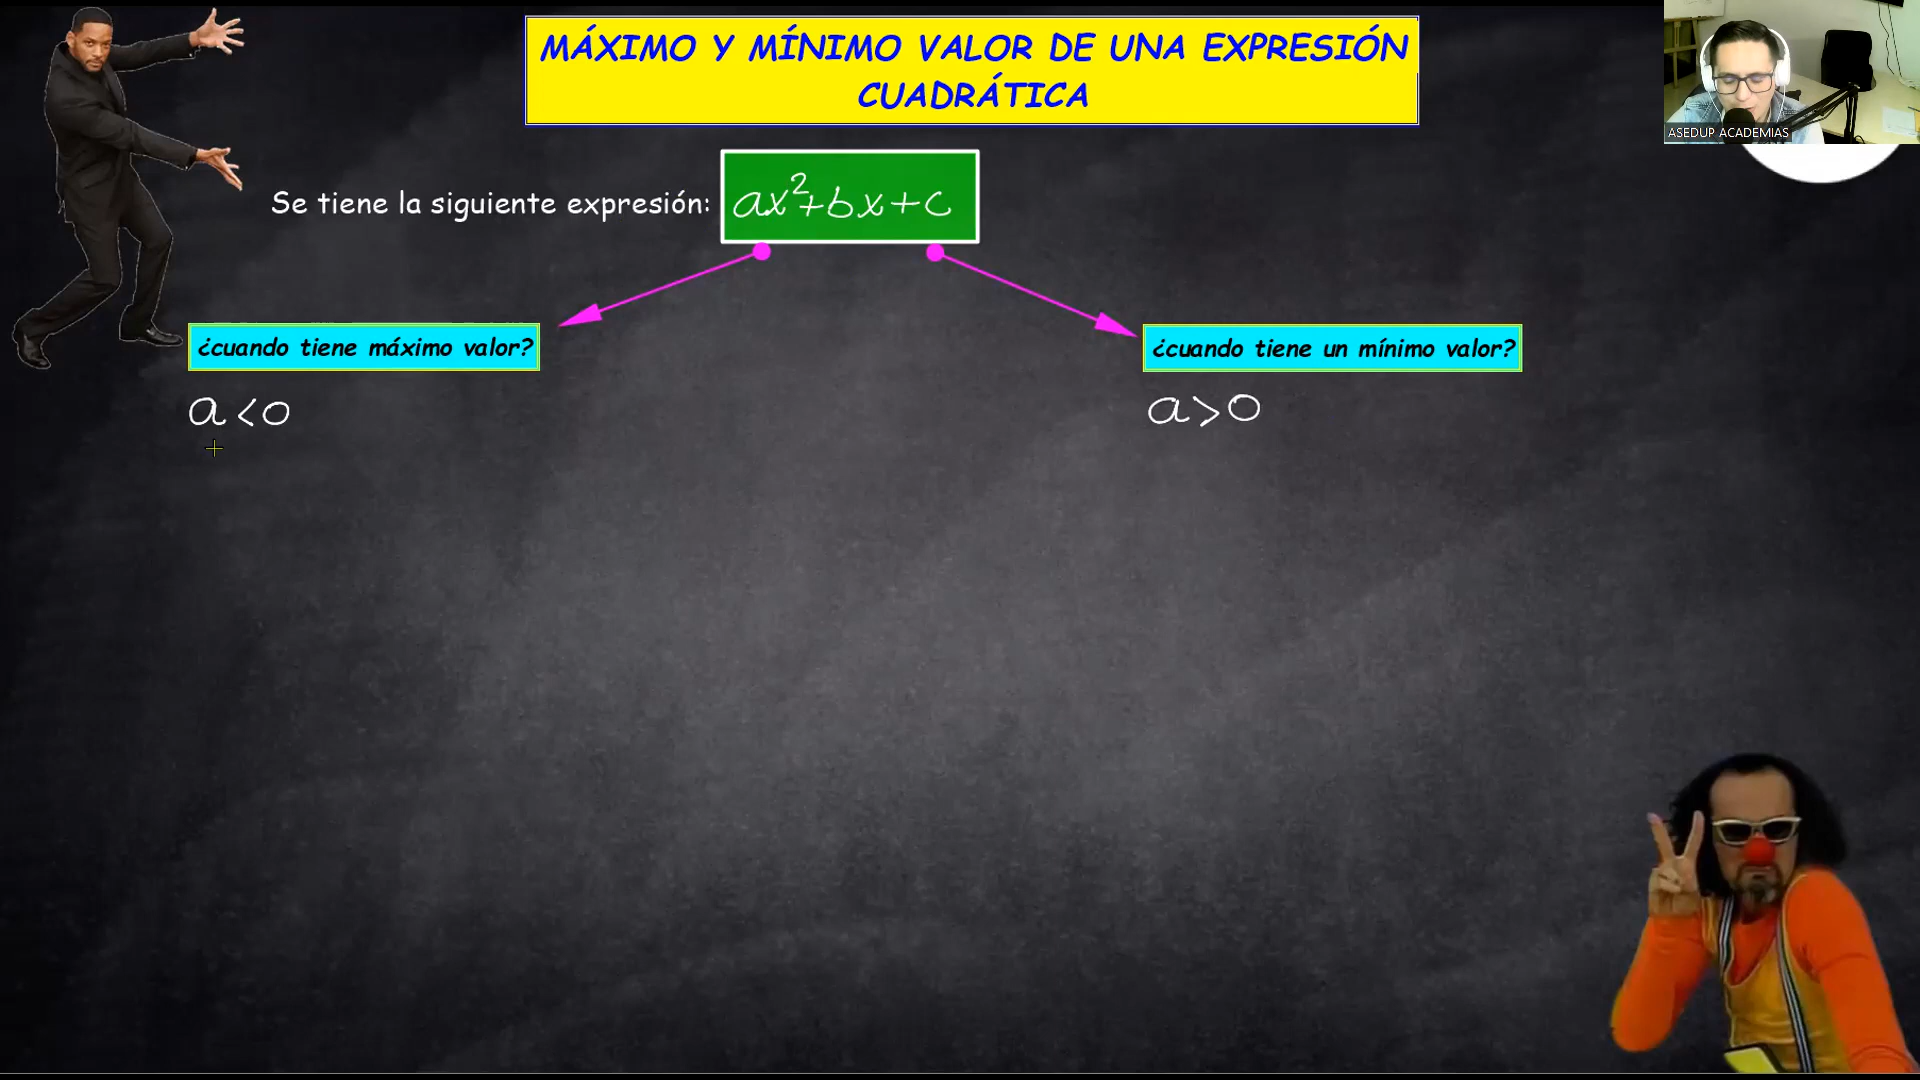 MÁXIMO Y MÍNIMO VALOR DE UNA EXPRESIÓN
CUADRÁTICA
ASEDUP ACADEMIAS
Se tiene la siguiente expresión: ax²+bx+c
¿cuando tiene máximo valor?
¿cuando tiene un mínimo valor?
a<0
a>0